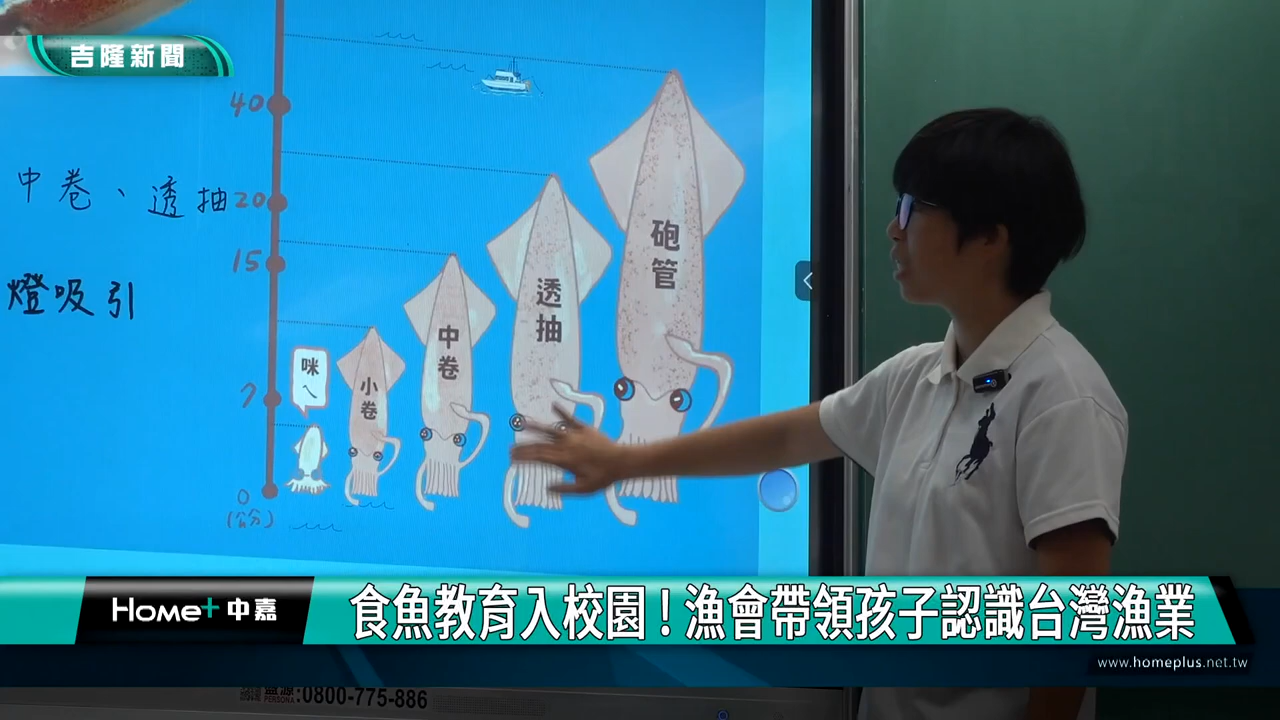 吉隆新聞
40
中卷、透抽
20
15
燈吸引
7
0
(公分)
咪ㄟ
小卷
中卷
透抽
砲管
Home+中嘉
食魚教育入校園！漁會帶領孩子認識台灣漁業
www.homeplus.net.tw
:0800-775-886